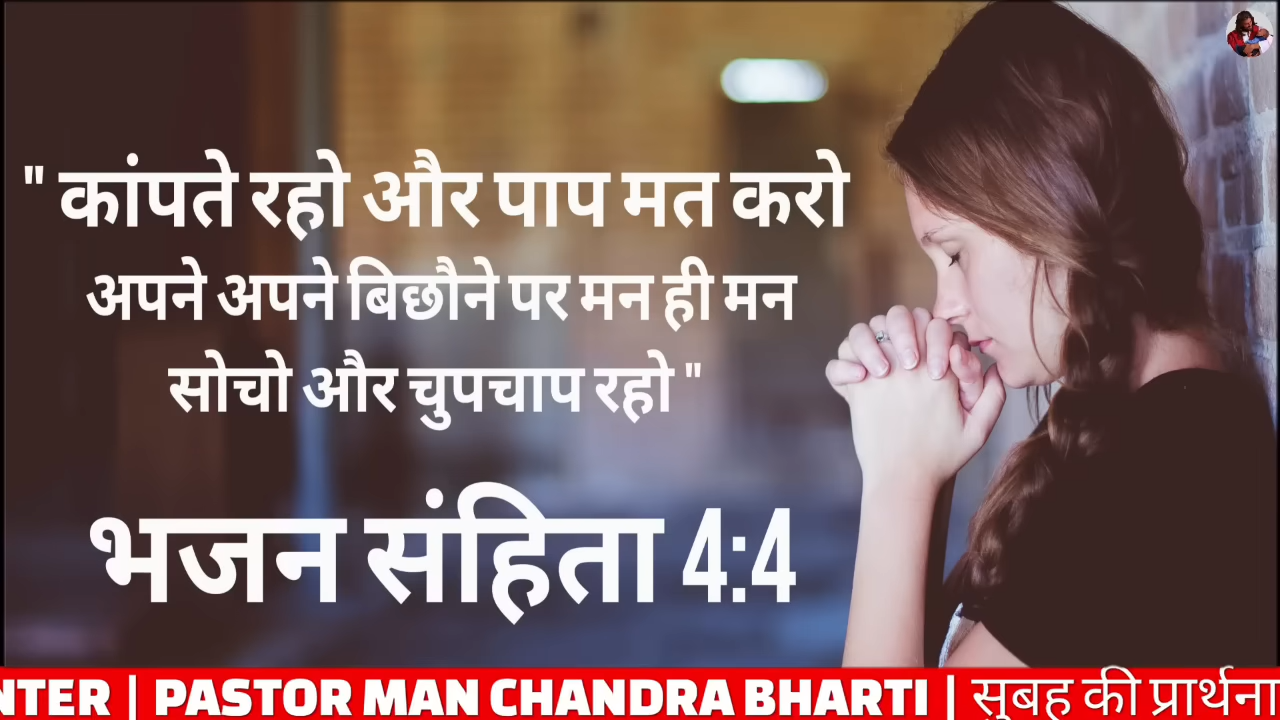 " कांपते रहो और पाप मत करो
अपने अपने बिछौने पर मन ही मन
सोचो और चुपचाप रहो "
भजन संहिता 4:4
NTER | PASTOR MAN CHANDRA BHARTI | सुबह की प्रार्थना